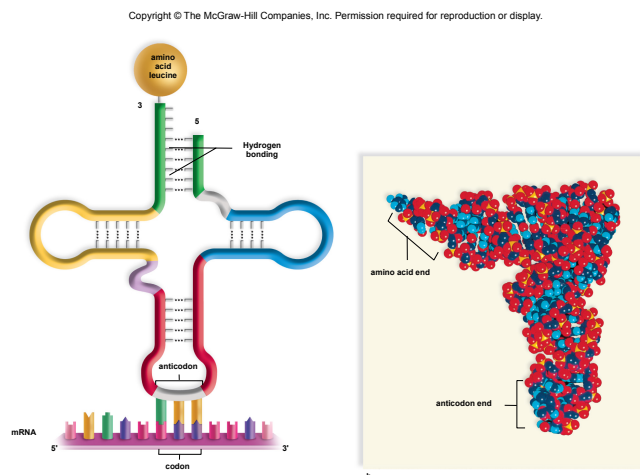 Copyright © The McGraw-Hill Companies, Inc. Permission required for reproduction or display.
amino
acid
leucine
3
5
Hydrogen
bonding
amino acid end
anticodon
anticodon end
mRNA
5'
3'
codon